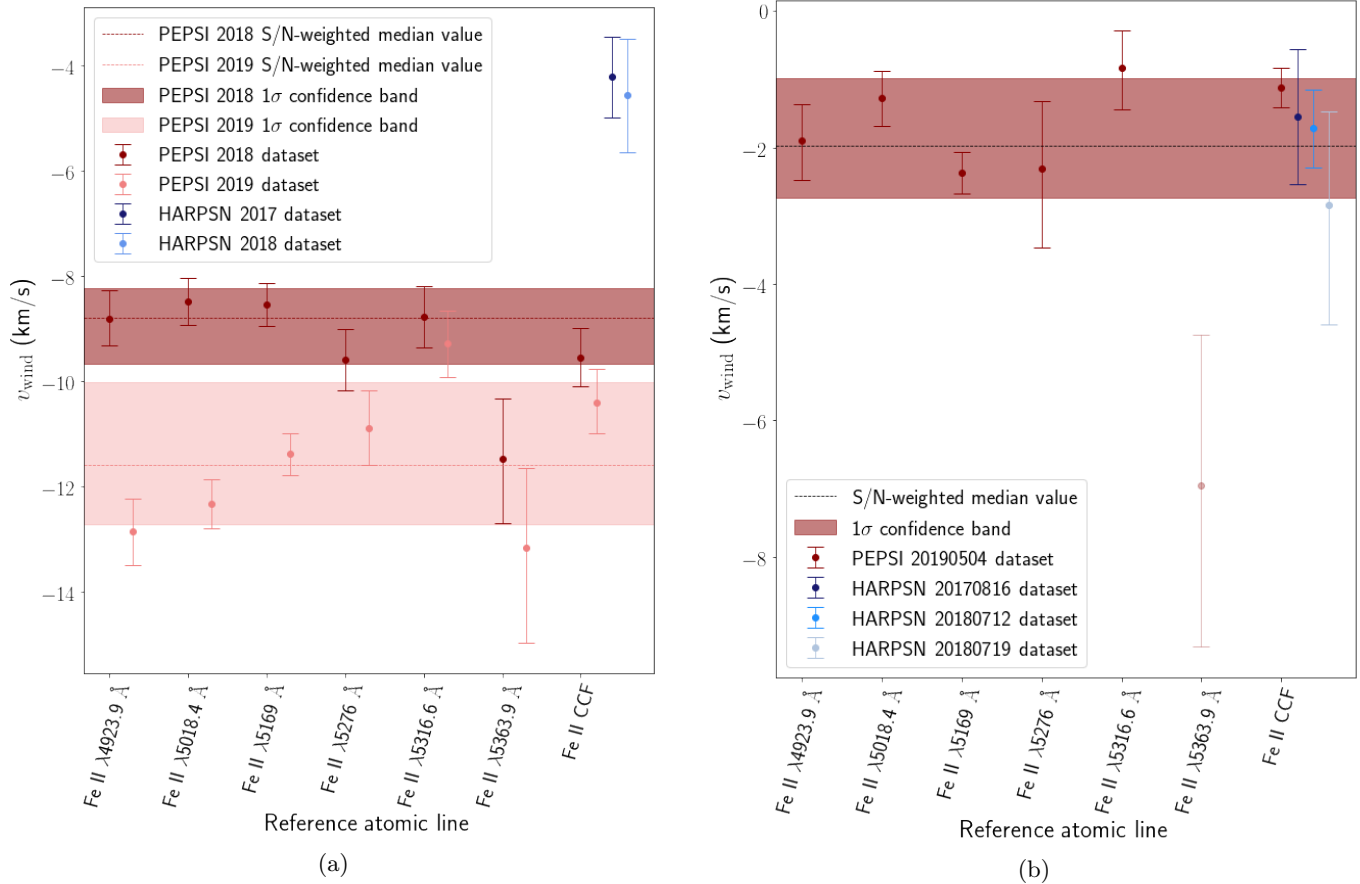 PEPSI 2018 S/N-weighted median value
PEPSI 2019 S/N-weighted median value
PEPSI 2018 1σ confidence band
PEPSI 2019 1σ confidence band
PEPSI 2018 dataset
PEPSI 2019 dataset
HARPSN 2017 dataset
HARPSN 2018 dataset
−4
−6
−8
−10
−12
−14
v_wind (km/s)
Fe II λ4923.9 Å
Fe II λ5018.4 Å
Fe II λ5169 Å
Fe II λ5276 Å
Fe II λ5316.6 Å
Fe II λ5363.9 Å
Fe II CCF
Reference atomic line
(a)
0
−2
−4
−6
−8
v_wind (km/s)
S/N-weighted median value
1σ confidence band
PEPSI 20190504 dataset
HARPSN 20170816 dataset
HARPSN 20180712 dataset
HARPSN 20180719 dataset
Fe II λ4923.9 Å
Fe II λ5018.4 Å
Fe II λ5169 Å
Fe II λ5276 Å
Fe II λ5316.6 Å
Fe II λ5363.9 Å
Fe II CCF
Reference atomic line
(b)